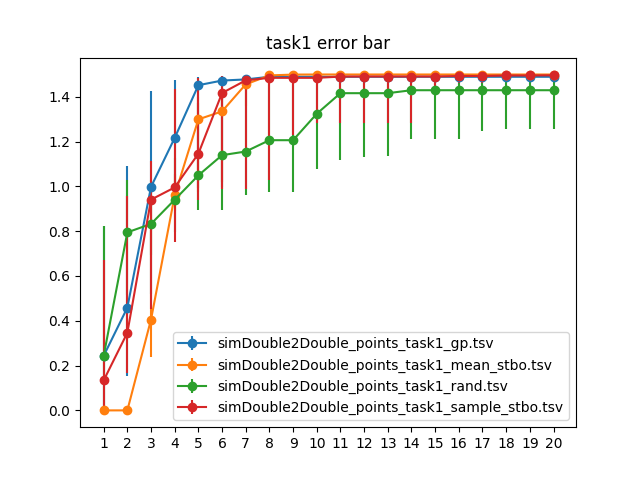 task1 error bar
1.4
1.2
1.0
0.8
0.6
0.4
0.2
0.0
simDouble2Double_points_task1_gp.tsv
simDouble2Double_points_task1_mean_stbo.tsv
simDouble2Double_points_task1_rand.tsv
simDouble2Double_points_task1_sample_stbo.tsv
1 2 3 4 5 6 7 8 9 10 11 12 13 14 15 16 17 18 19 20